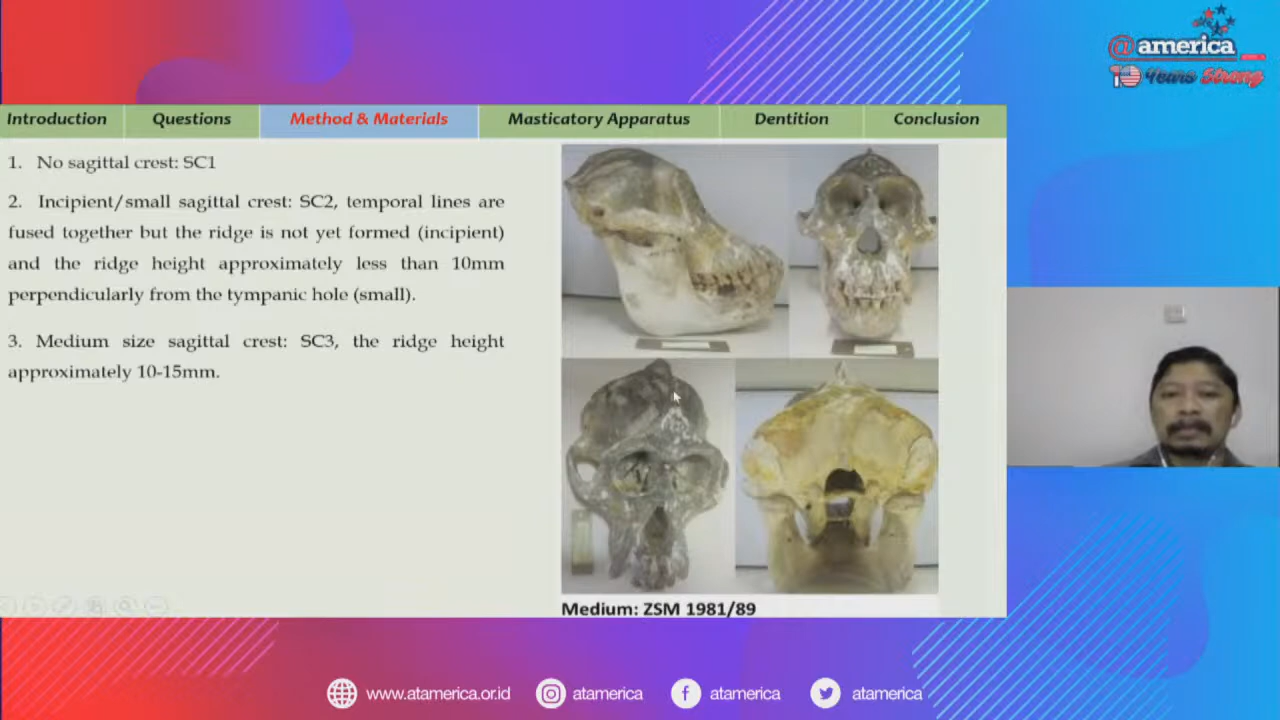 @america
10 Years Strong
Introduction
Questions
Method & Materials
Masticatory Apparatus
Dentition
Conclusion
1. No sagittal crest: SC1
2. Incipient/small sagittal crest: SC2, temporal lines are
fused together but the ridge is not yet formed (incipient)
and the ridge height approximately less than 10mm
perpendicularly from the tympanic hole (small).
3. Medium size sagittal crest: SC3, the ridge height
approximately 10-15mm.
Medium: ZSM 1981/89
www.atamerica.or.id
atamerica
atamerica
atamerica